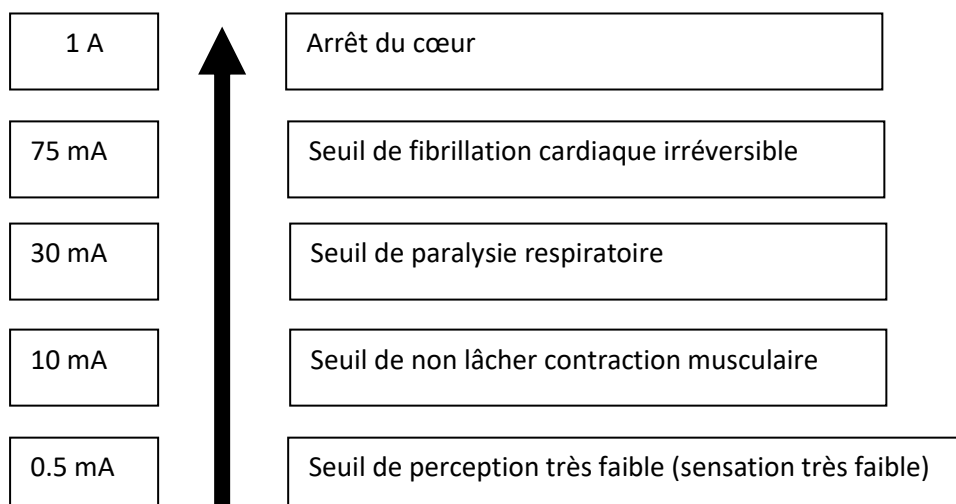 1 A Arrêt du cœur
75 mA Seuil de fibrillation cardiaque irréversible
30 mA Seuil de paralysie respiratoire
10 mA Seuil de non lâcher contraction musculaire
0.5 mA Seuil de perception très faible (sensation très faible)